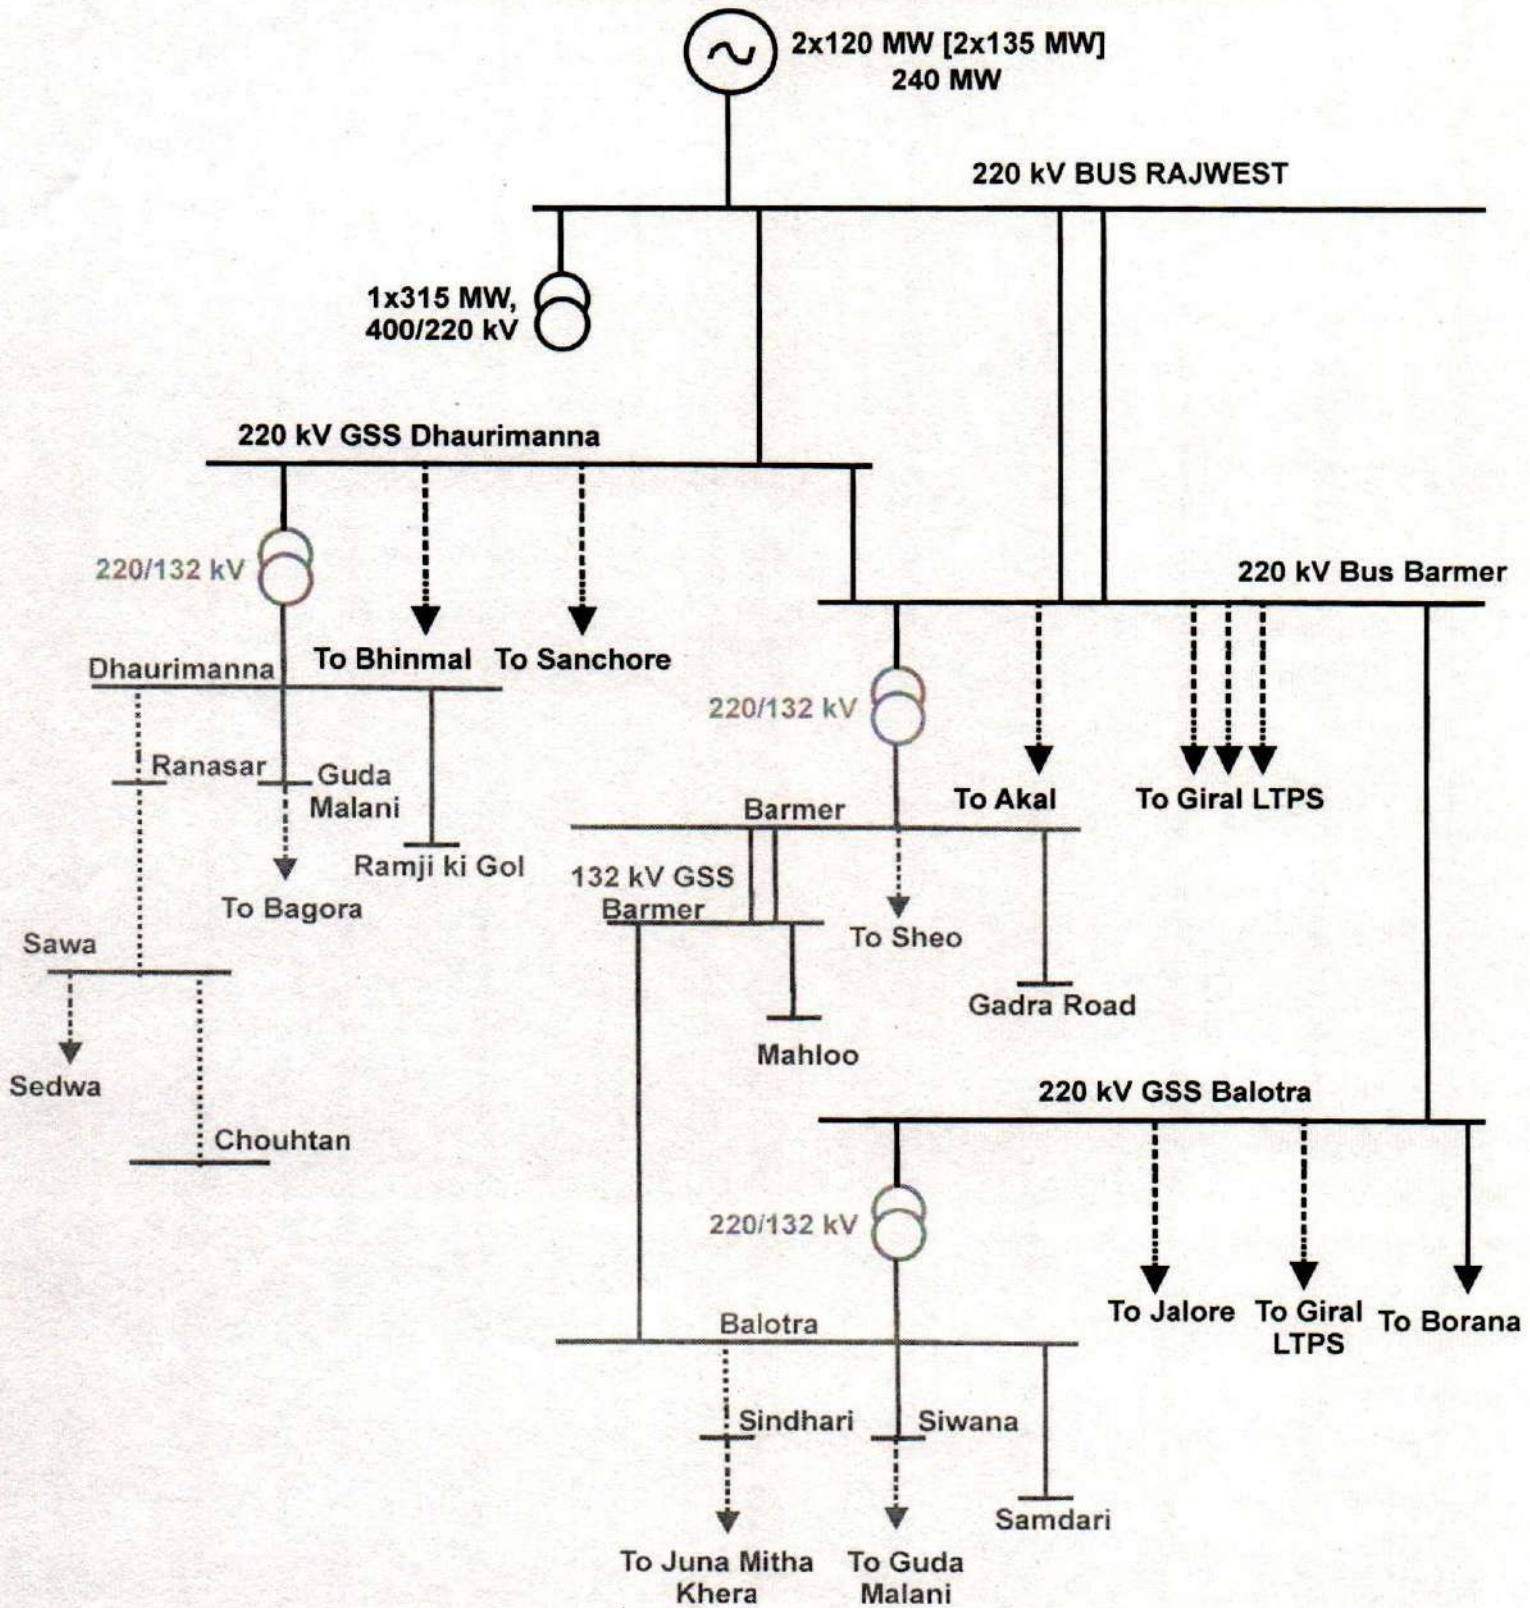 2x120 MW [2x135 MW]
240 MW
220 kV BUS RAJWEST
1x315 MW,
400/220 kV
220 kV GSS Dhaurimanna
220/132 kV
220 kV Bus Barmer
Dhaurimanna
To Bhinmal
To Sanchore
220/132 kV
Ranasar
Guda
Malani
To Akal
To Giral LTPS
Barmer
Ramji ki Gol
132 kV GSS
Barmer
To Bagora
To Sheo
Sawa
Gadra Road
Mahloo
Sedwa
220 kV GSS Balotra
Chouhtan
220/132 kV
To Jalore
To Giral
LTPS
To Borana
Balotra
Sindhari
Siwana
Samdari
To Juna Mitha
Khera
To Guda
Malani